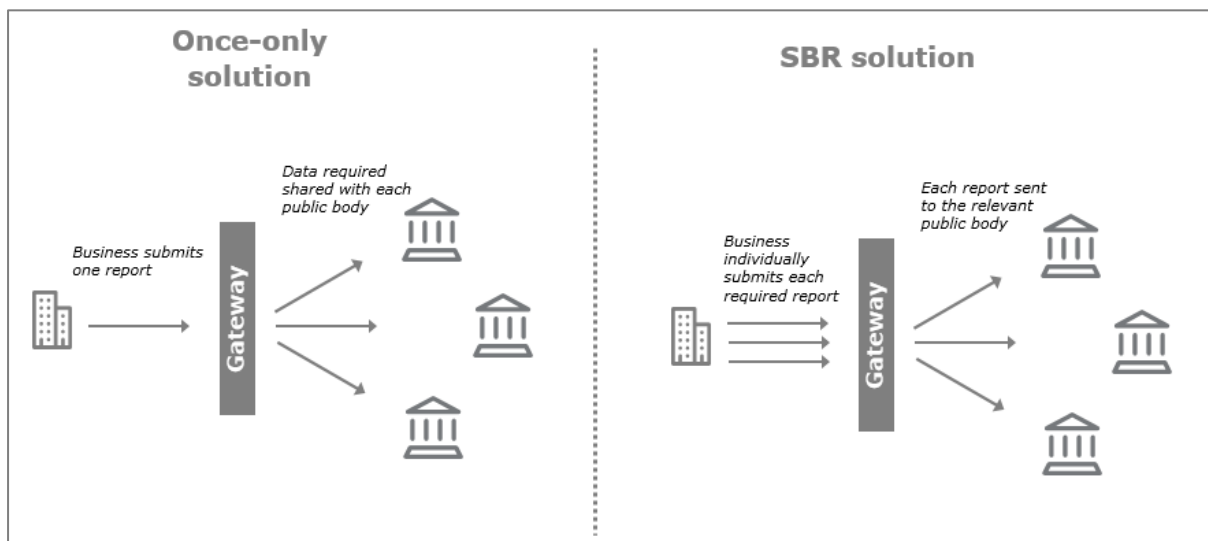 Once-only
solution
Data required
shared with each
public body
Business submits
one report
Gateway
SBR solution
Each report sent
to the relevant
public body
Business
individually
submits each
required report
Gateway